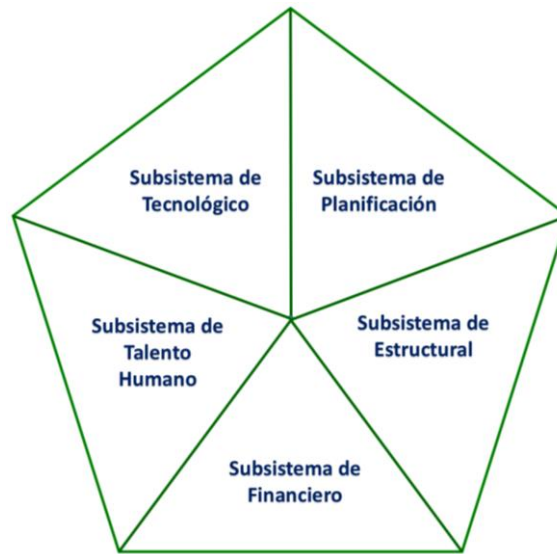 Subsistema de
Tecnológico
Subsistema de
Planificación
Subsistema de
Talento
Humano
Subsistema de
Estructural
Subsistema de
Financiero